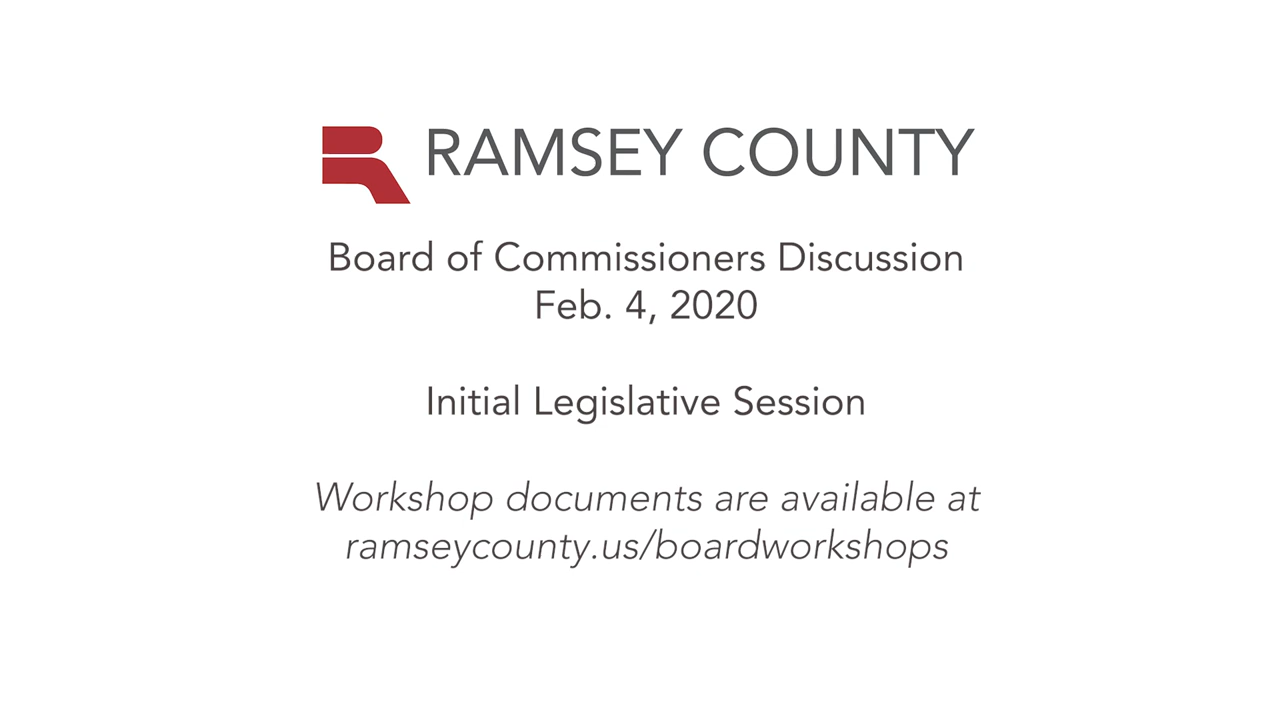 RAMSEY COUNTY
Board of Commissioners Discussion
Feb. 4, 2020
Initial Legislative Session
Workshop documents are available at
ramseycounty.us/boardworkshops